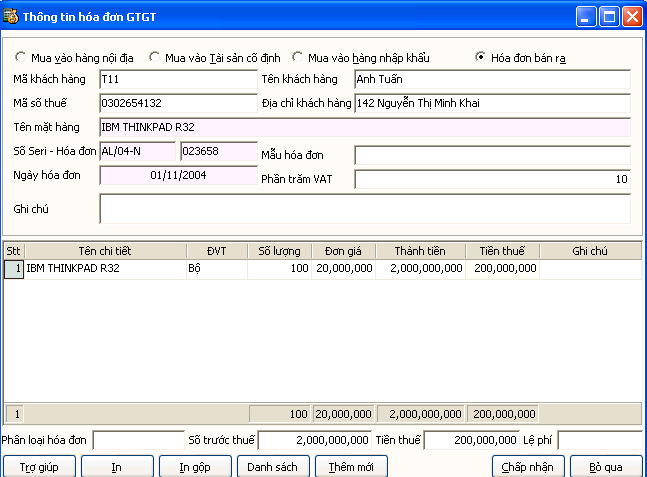 Thông tin hóa đơn GTGT
Mua vào hàng nội địa Mua vào Tài sản cố định Mua vào hàng nhập khẩu Hóa đơn bán ra
Mã khách hàng T11 Tên khách hàng Anh Tuấn
Mã số thuế 0302654132 Địa chỉ khách hàng 142 Nguyễn Thị Minh Khai
Tên mặt hàng IBM THINKPAD R32
Số Seri - Hóa đơn AL/04-N 023658 Mẫu hóa đơn
Ngày hóa đơn 01/11/2004 Phần trăm VAT 10
Ghi chú
Stt Tên chi tiết ĐVT Số lượng Đơn giá Thành tiền Tiền thuế Ghi chú
1 IBM THINKPAD R32 Bộ 100 20,000,000 2,000,000,000 200,000,000
1 100 20,000,000 2,000,000,000 200,000,000
Phân loại hóa đơn Số trước thuế 2,000,000,000 Tiền thuế 200,000,000 Lệ phí
Trợ giúp In In gộp Danh sách Thêm mới Chấp nhận Bỏ qua